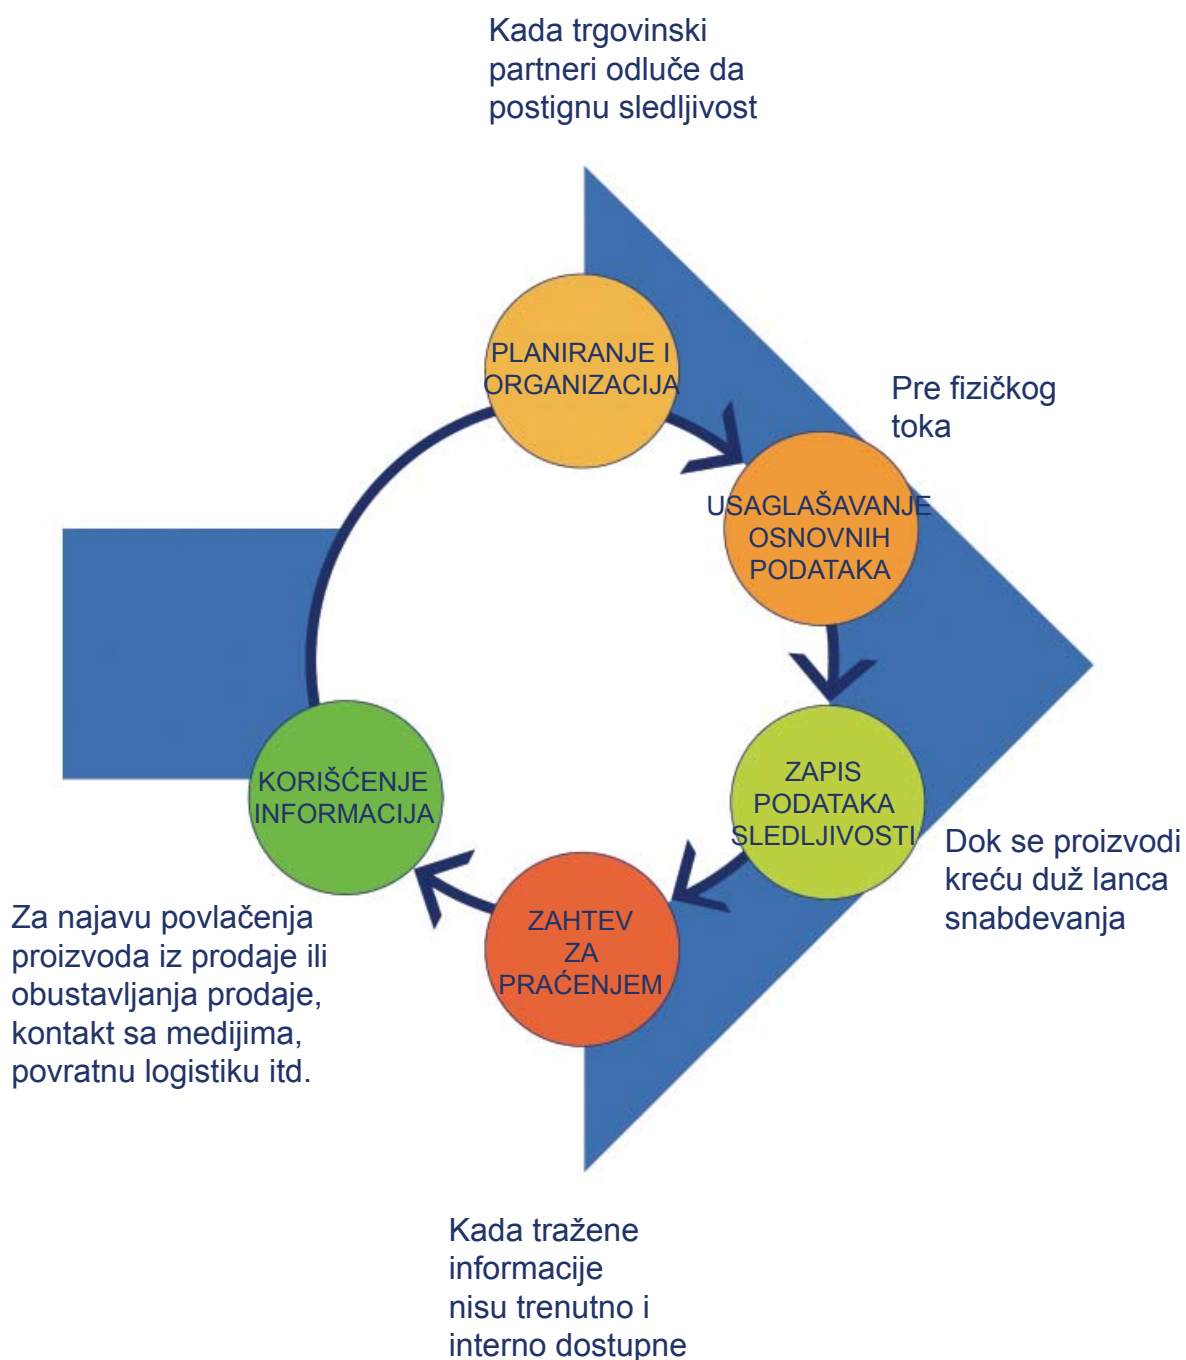 Kada trgovinski
partneri odluče da
postignu sledljivost
PLANIRANJE I
ORGANIZACIJA
Pre fizičkog
toka
USAGLAŠAVANJE
OSNOVNIH
PODATAKA
ZAPIS
PODATAKA
SLEDLJIVOSTI
Dok se proizvodi
kreću duž lanca
snabdevanja
ZAHTEV
ZA
PRAĆENJEM
Kada tražene
informacije
nisu trenutno i
interno dostupne
KORIŠĆENJE
INFORMACIJA
Za najavu povlačenja
proizvoda iz prodaje ili
obustavljanja prodaje,
kontakt sa medijima,
povratnu logistiku itd.